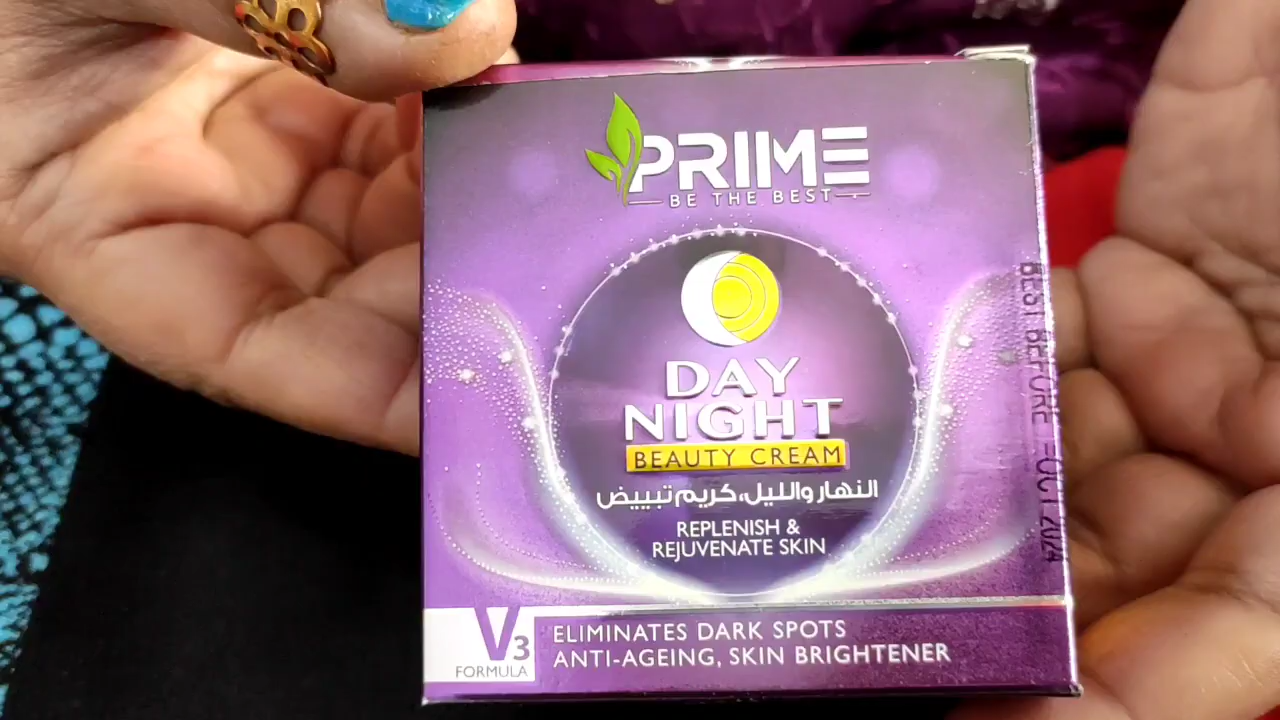 PRIME
BE THE BEST
DAY
NIGHT
BEAUTY CREAM
النهار والليل، كريم تبييض
REPLENISH &
REJUVENATE SKIN
V3
FORMULA
ELIMINATES DARK SPOTS
ANTI-AGEING, SKIN BRIGHTENER
BEST BEFORE =OCT 2024